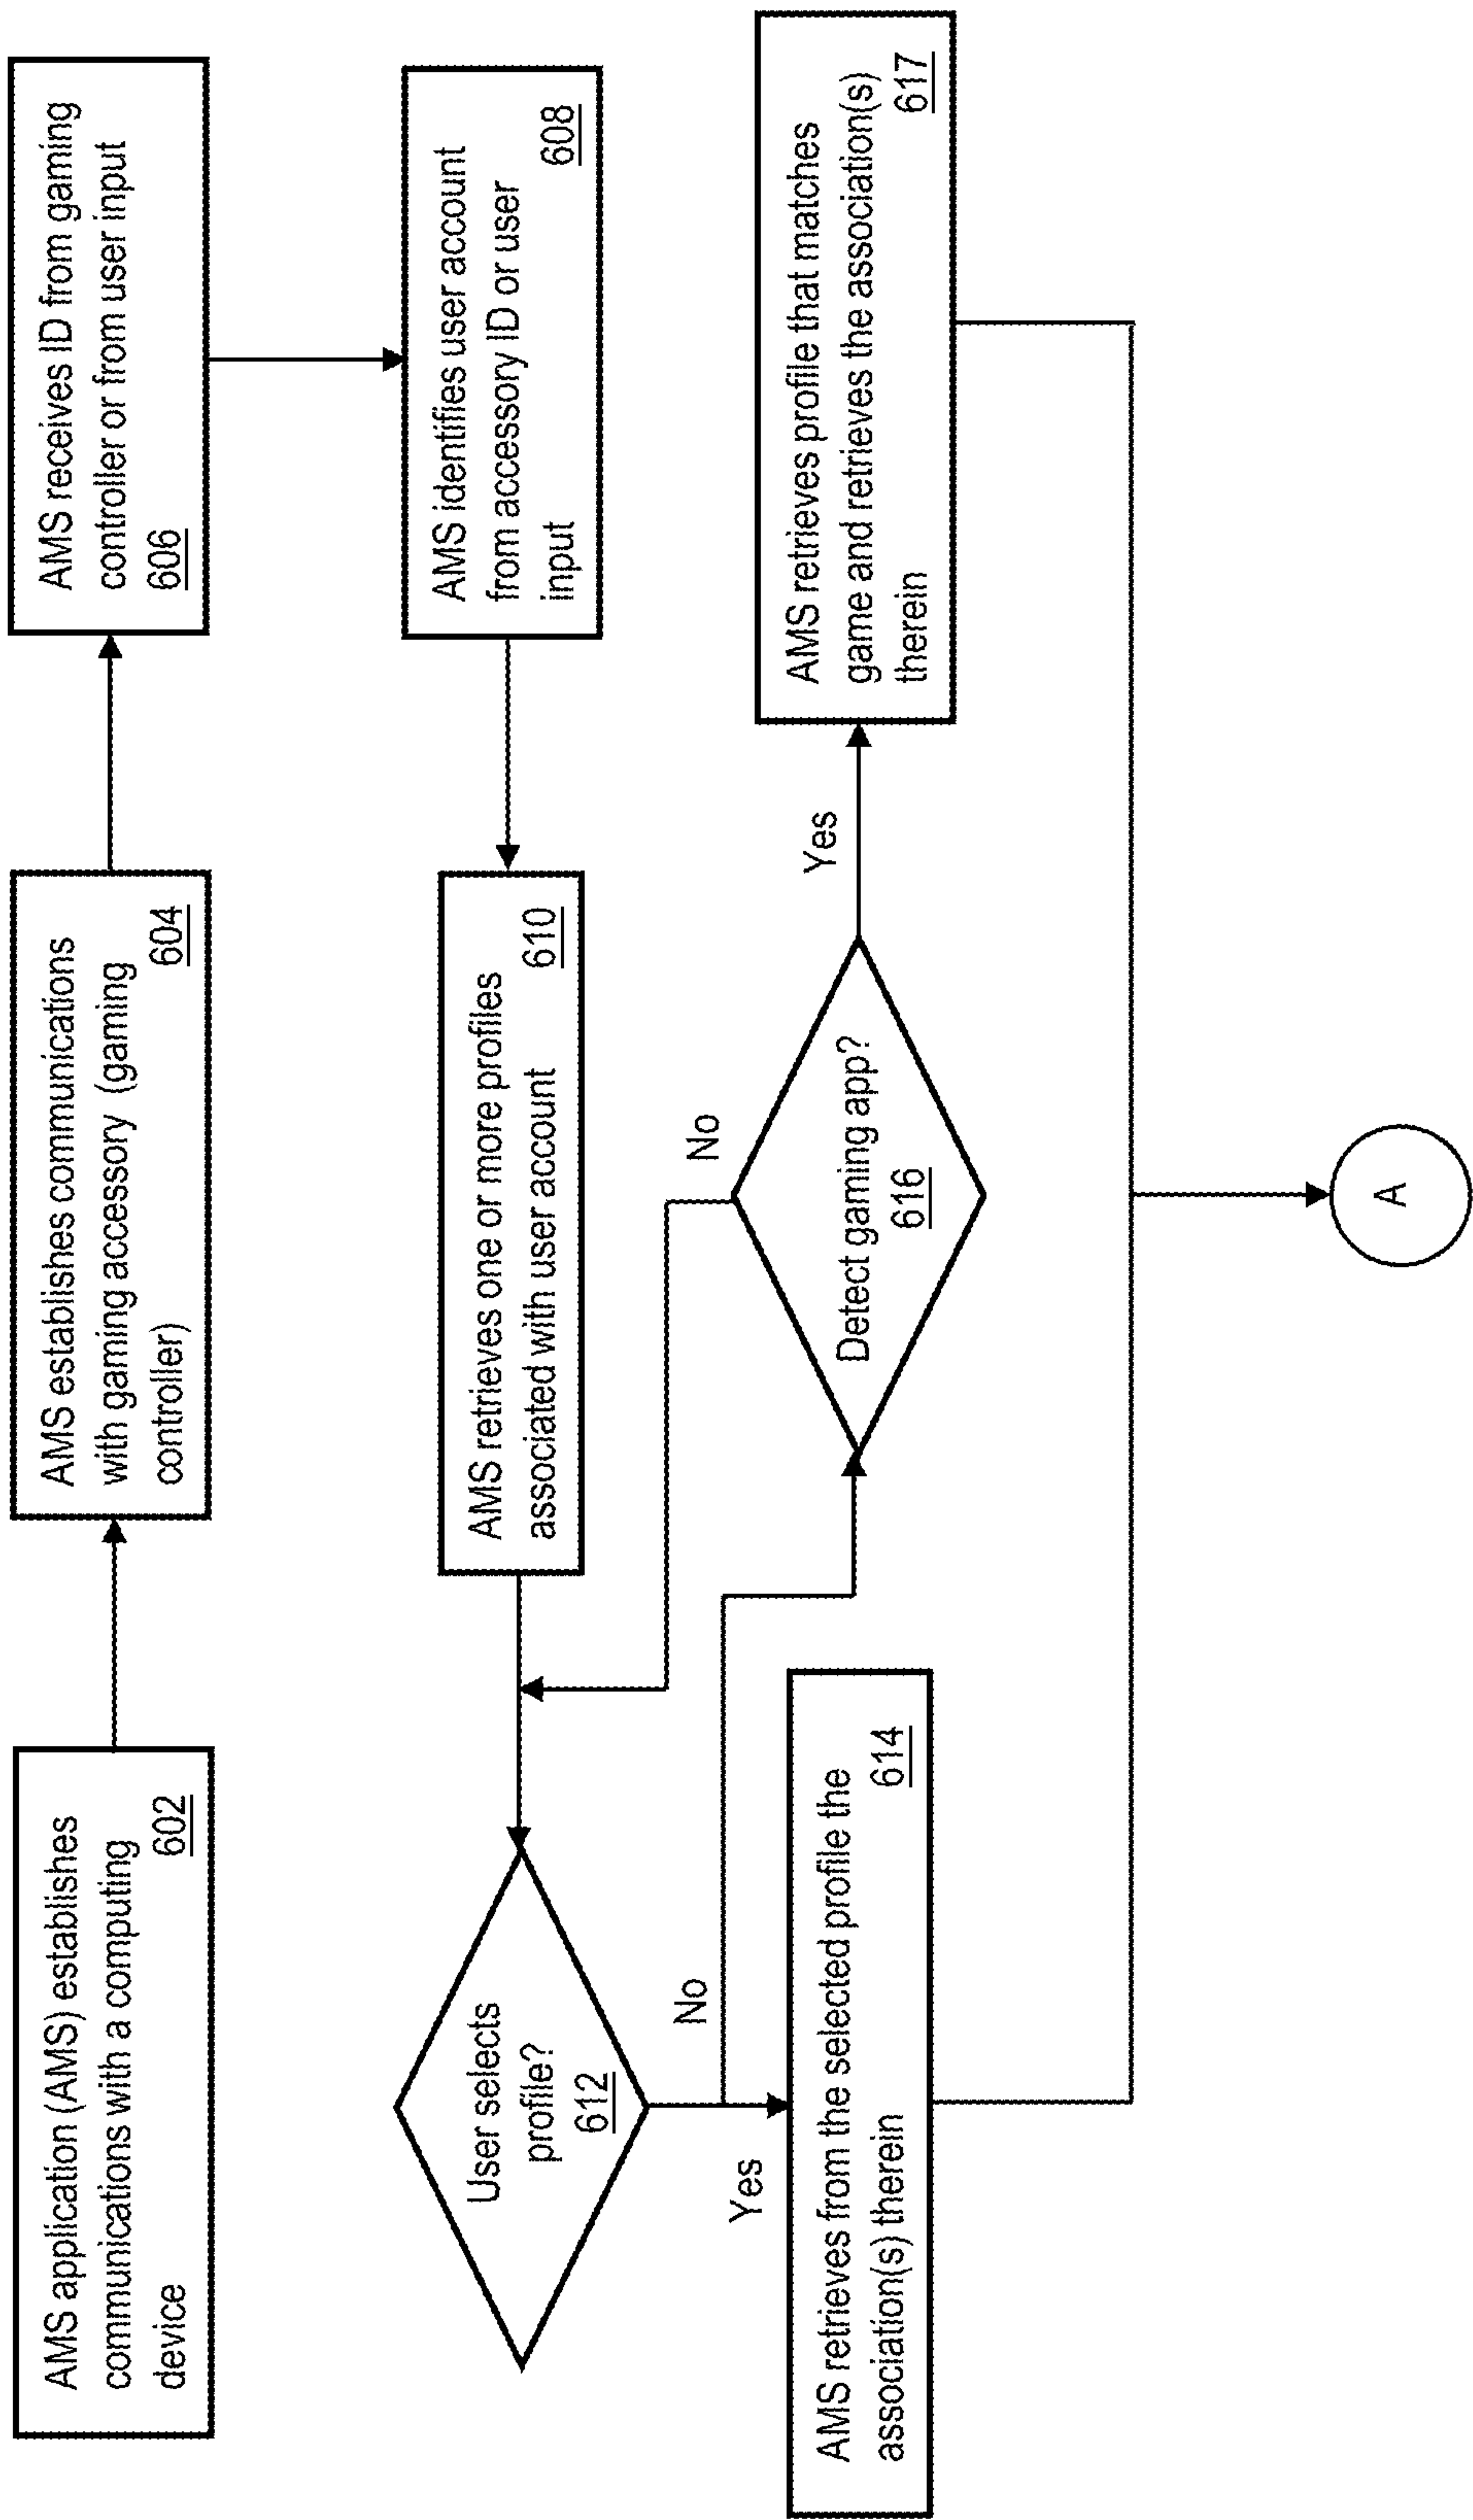 AMS application (AMS) establishes
communications with a computing
device
602
AMS establishes communications
with gaming accessory (gaming
controller)
604
AMS receives ID from gaming
controller or from user input
606
AMS identifies user account
from accessory ID or user
input
608
AMS retrieves one or more profiles
associated with user account
610
User selects
profile?
612
No
Yes
AMS retrieves from the selected profile the
association(s) therein
614
Detect gaming app?
616
No
Yes
AMS retrieves profile that matches
game and retrieves the association(s)
therein
617
A